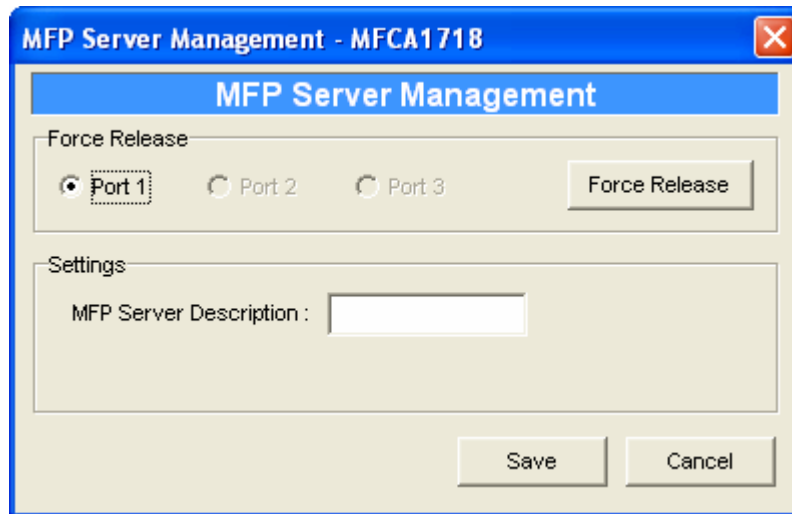 MFP Server Management - MFCA1718
MFP Server Management
Force Release
Port 1 Port 2 Port 3 Force Release
Settings
MFP Server Description :
Save Cancel